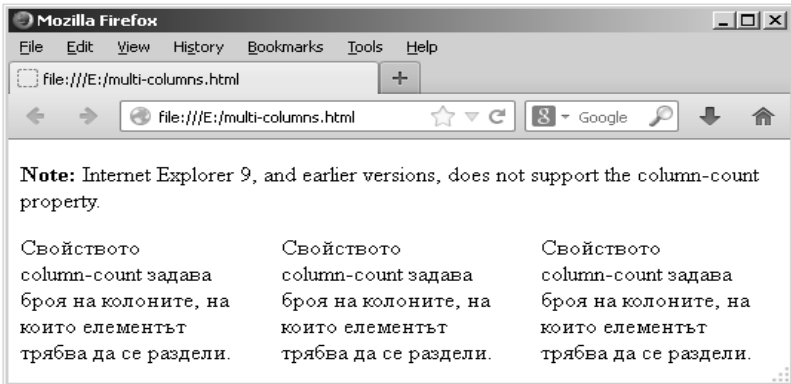 Mozilla Firefox
File Edit View History Bookmarks Tools Help
file:///E:/multi-columns.html
file:///E:/multi-columns.html
Google
Note: Internet Explorer 9, and earlier versions, does not support the column-count
property.
Свойството
column-count задава
броя на колоните, на
които елементът
трябва да се раздели.
Свойството
column-count задава
броя на колоните, на
които елементът
трябва да се раздели.
Свойството
column-count задава
броя на колоните, на
които елементът
трябва да се раздели.